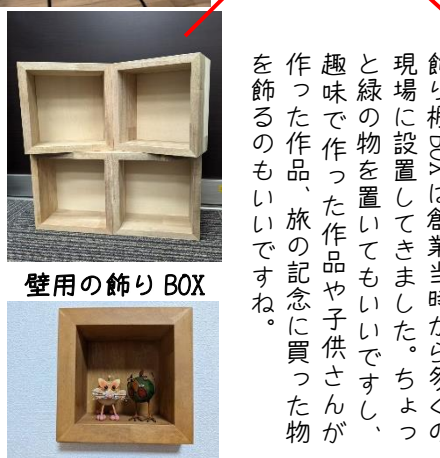 飾り棚BOXは創業当時から多くの
現場に設置してきました。ちょっ
と緑の物を置いてもいいですし、
趣味で作った作品や子供さんが
作った作品、旅の記念に買った物
を飾るのもいいですね。
壁用の飾りBOX